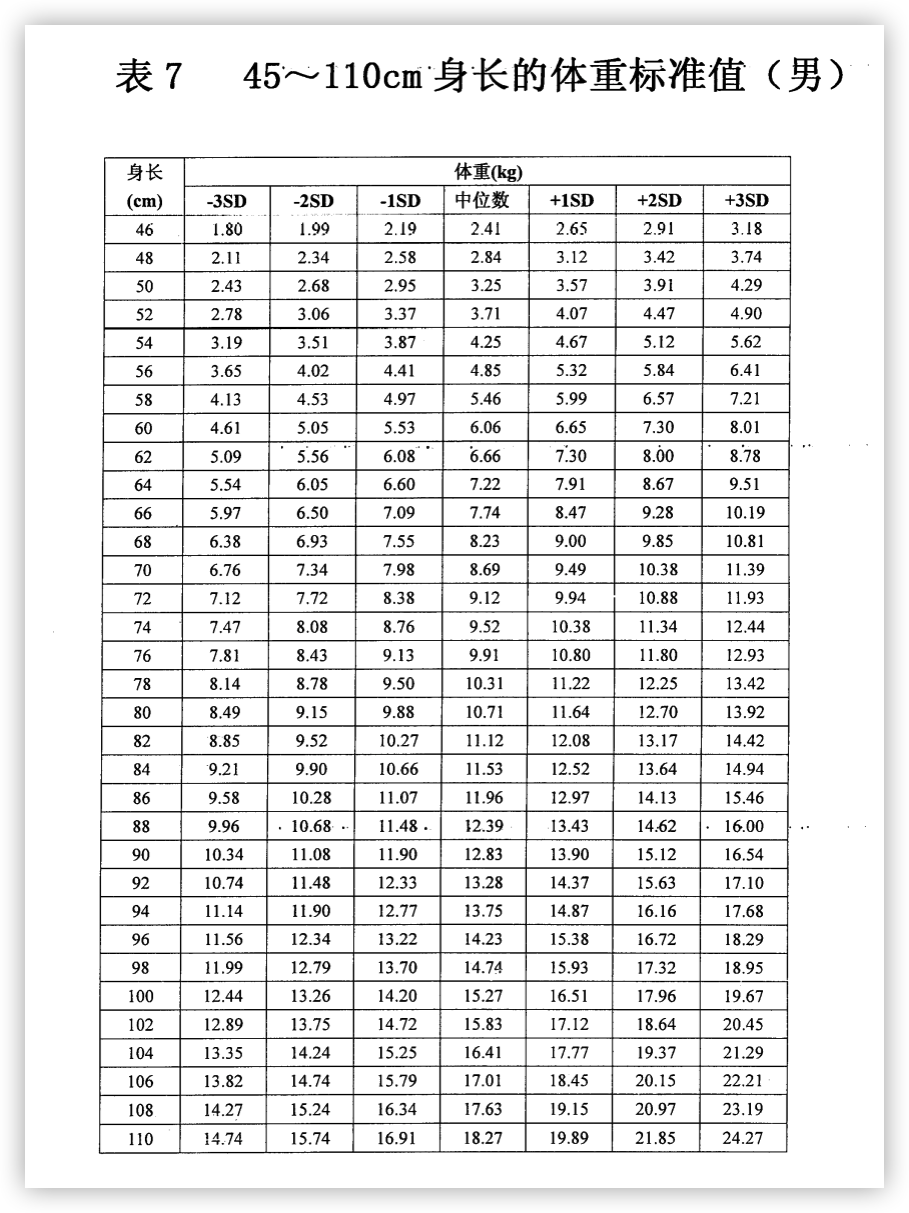 表7 45～110cm身长的体重标准值（男）
身长 体重(kg)
(cm) -3SD -2SD -1SD 中位数 +1SD +2SD +3SD
46 1.80 1.99 2.19 2.41 2.65 2.91 3.18
48 2.11 2.34 2.58 2.84 3.12 3.42 3.74
50 2.43 2.68 2.95 3.25 3.57 3.91 4.29
52 2.78 3.06 3.37 3.71 4.07 4.47 4.90
54 3.19 3.51 3.87 4.25 4.67 5.12 5.62
56 3.65 4.02 4.41 4.85 5.32 5.84 6.41
58 4.13 4.53 4.97 5.46 5.99 6.57 7.21
60 4.61 5.05 5.53 6.06 6.65 7.30 8.01
62 5.09 5.56 6.08 6.66 7.30 8.00 8.78
64 5.54 6.05 6.60 7.22 7.91 8.67 9.51
66 5.97 6.50 7.09 7.74 8.47 9.28 10.19
68 6.38 6.93 7.55 8.23 9.00 9.85 10.81
70 6.76 7.34 7.98 8.69 9.49 10.38 11.39
72 7.12 7.72 8.38 9.12 9.94 10.88 11.93
74 7.47 8.08 8.76 9.52 10.38 11.34 12.44
76 7.81 8.43 9.13 9.91 10.80 11.80 12.93
78 8.14 8.78 9.50 10.31 11.22 12.25 13.42
80 8.49 9.15 9.88 10.71 11.64 12.70 13.92
82 8.85 9.52 10.27 11.12 12.08 13.17 14.42
84 9.21 9.90 10.66 11.53 12.52 13.64 14.94
86 9.58 10.28 11.07 11.96 12.97 14.13 15.46
88 9.96 10.68 11.48 12.39 13.43 14.62 16.00
90 10.34 11.08 11.90 12.83 13.90 15.12 16.54
92 10.74 11.48 12.33 13.28 14.37 15.63 17.10
94 11.14 11.90 12.77 13.75 14.87 16.16 17.68
96 11.56 12.34 13.22 14.23 15.38 16.72 18.29
98 11.99 12.79 13.70 14.74 15.93 17.32 18.95
100 12.44 13.26 14.20 15.27 16.51 17.96 19.67
102 12.89 13.75 14.72 15.83 17.12 18.64 20.45
104 13.35 14.24 15.25 16.41 17.77 19.37 21.29
106 13.82 14.74 15.79 17.01 18.45 20.15 22.21
108 14.27 15.24 16.34 17.63 19.15 20.97 23.19
110 14.74 15.74 16.91 18.27 19.89 21.85 24.27